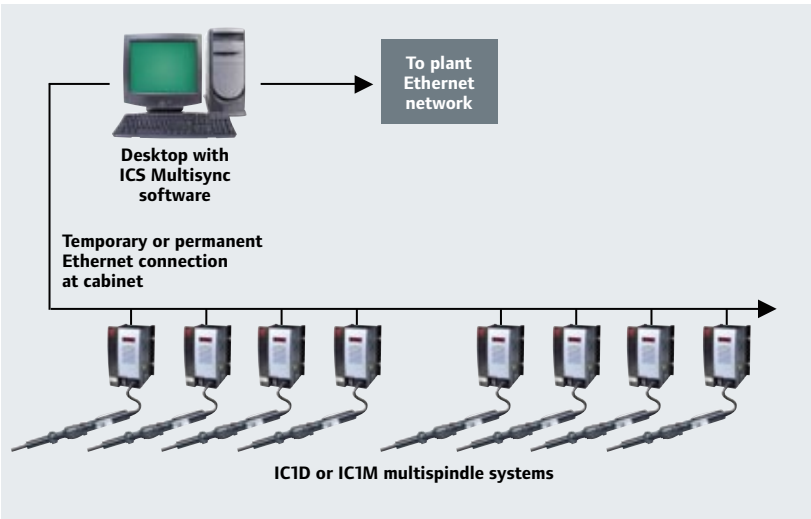 To plant
Ethernet
network
Desktop with
ICS Multisync
software
Temporary or permanent
Ethernet connection
at cabinet
IC1D or IC1M multispindle systems